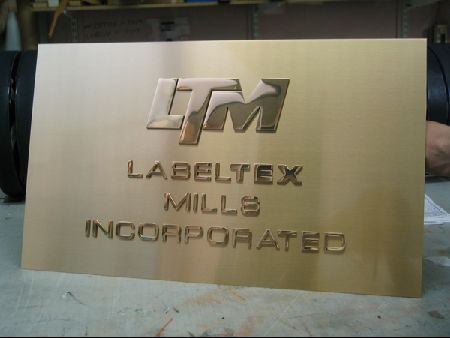 LTM
LABELTEX
MILLS
INCORPORATED